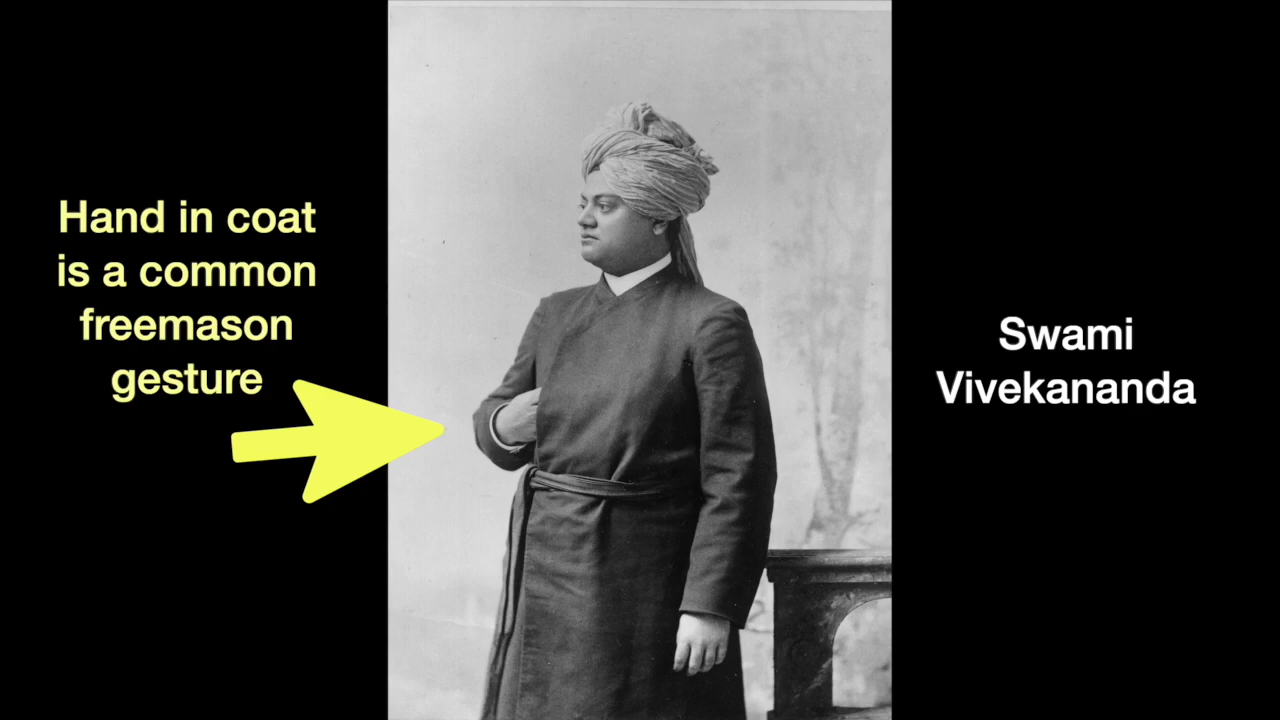 Hand in coat
is a common
freemason
gesture
Swami
Vivekananda